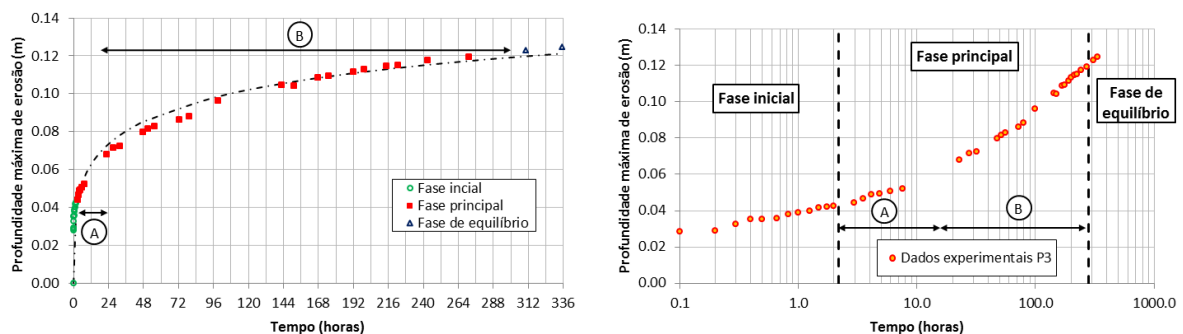 Profundidade máxima de erosão (m)
0.14
0.12
0.10
0.08
0.06
0.04
0.02
0.00
B
A
Fase incial
Fase principal
Fase de equilíbrio
0 24 48 72 96 120 144 168 192 216 240 264 288 312 336
Tempo (horas)
Profundidade máxima de erosão (m)
0.14
0.12
0.10
0.08
0.06
0.04
0.02
0.00
Fase inicial
Fase principal
Fase de
equilíbrio
A
B
Dados experimentais P3
0.1 1.0 10.0 100.0 1000.0
Tempo (horas)